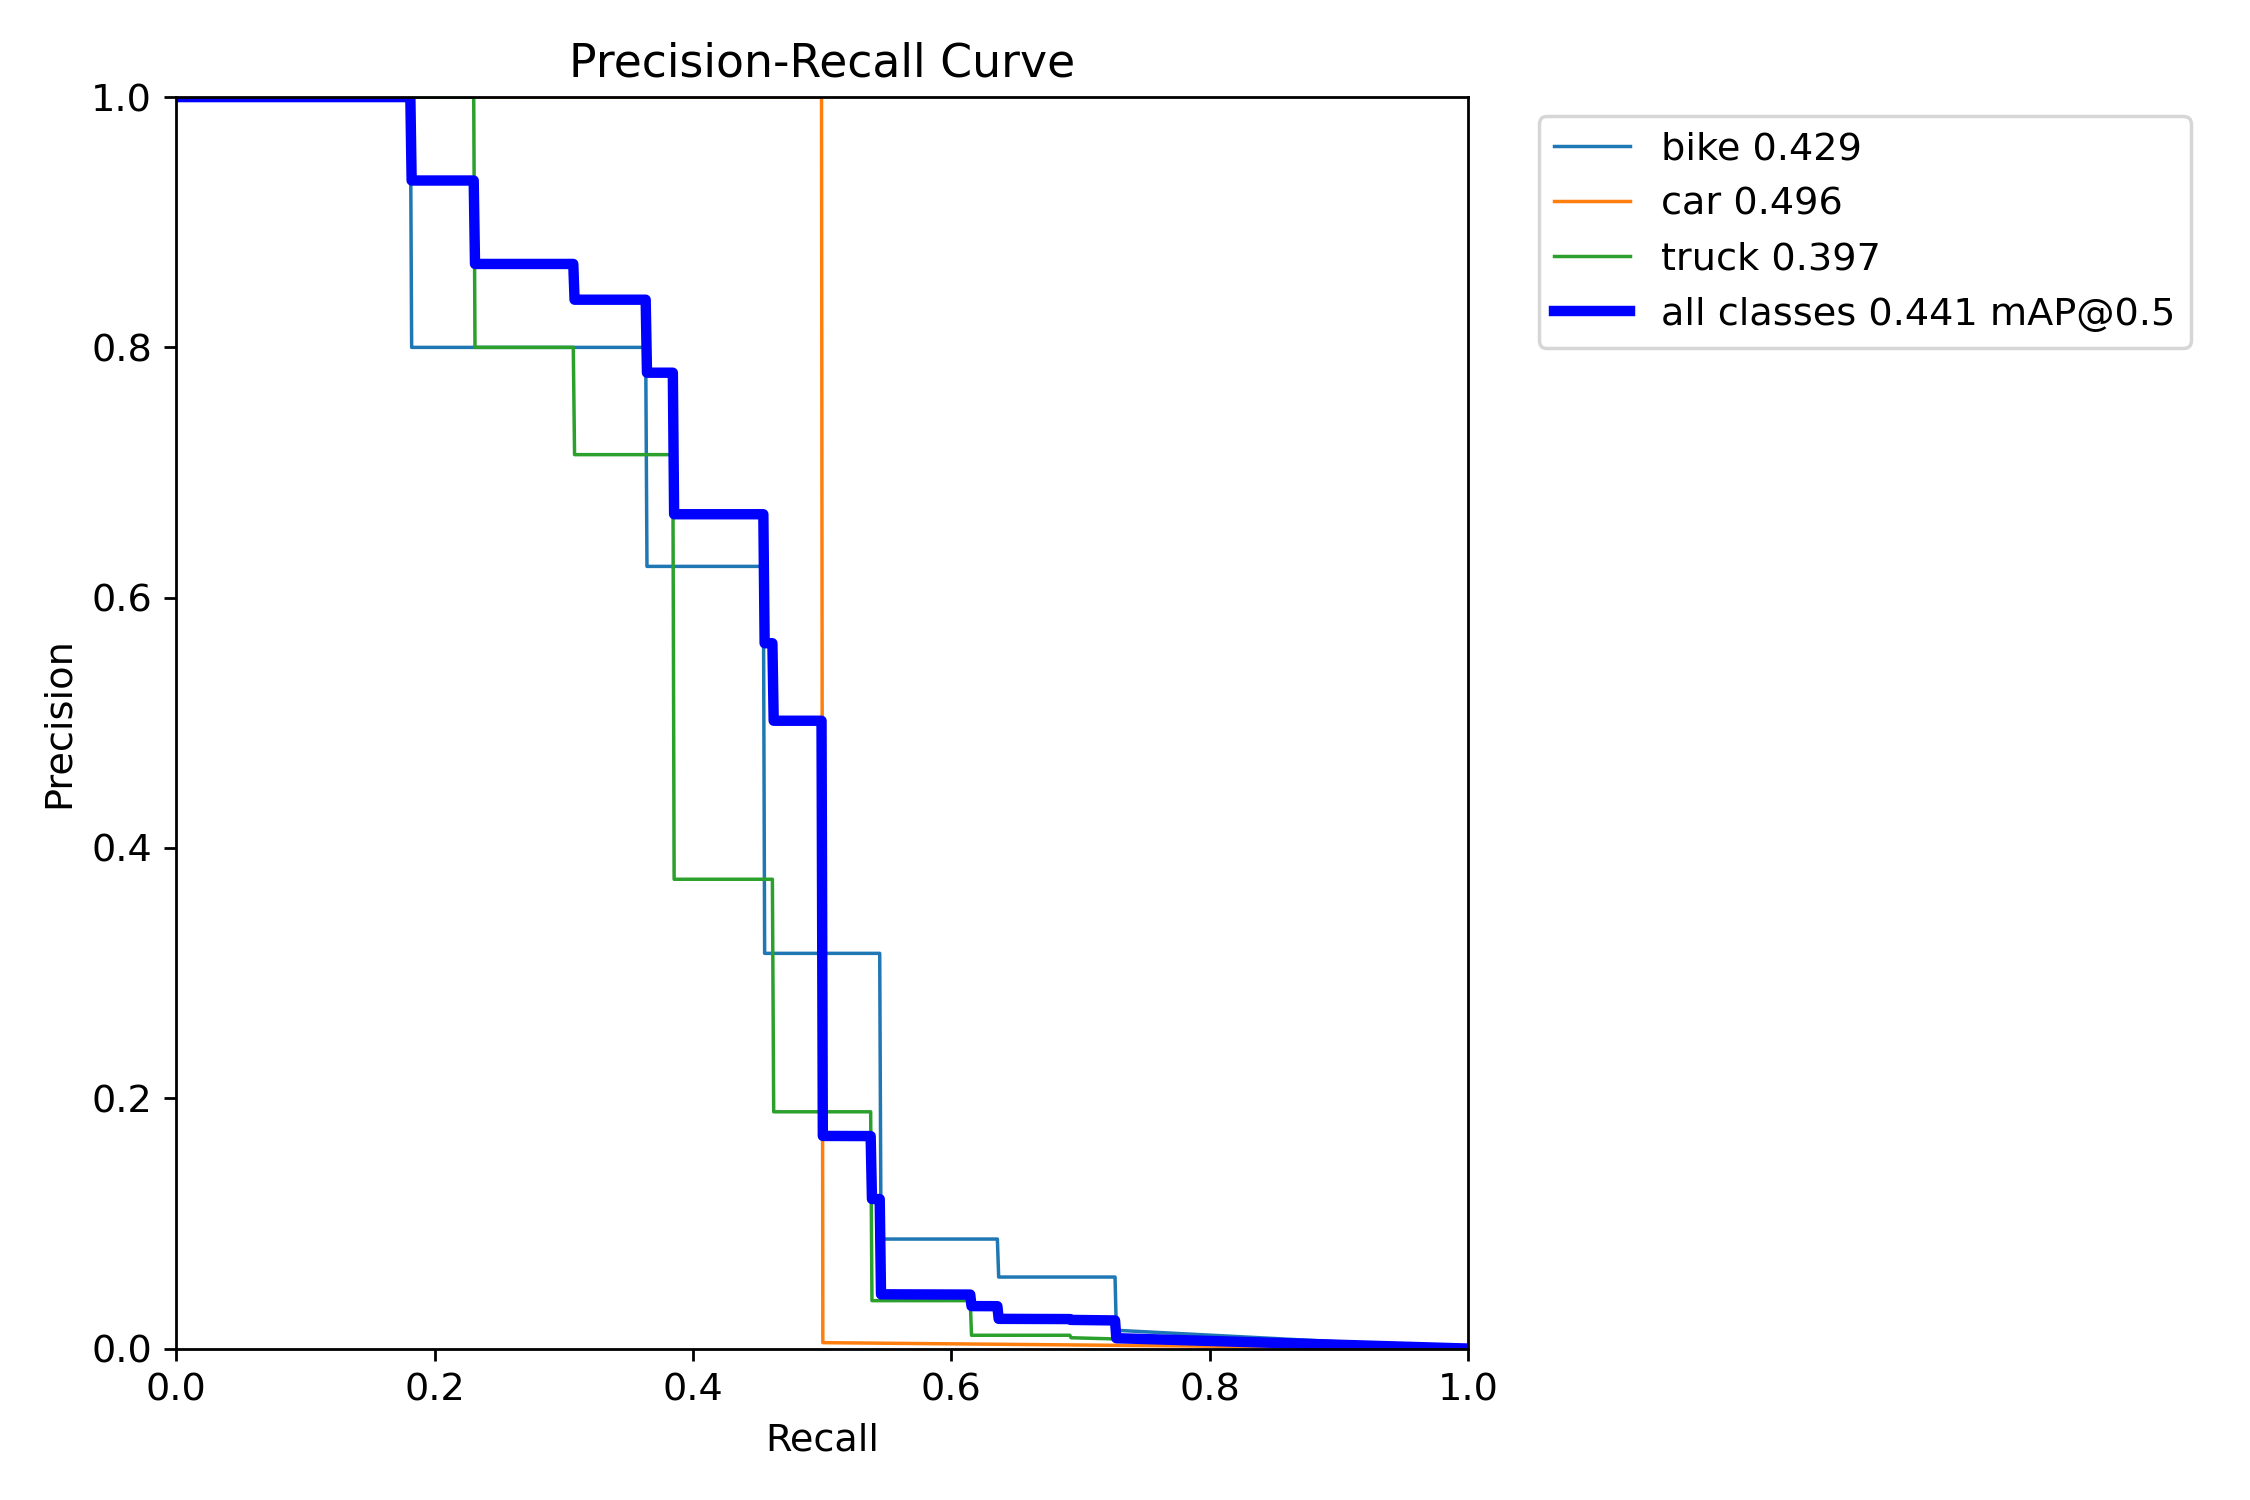 Precision-Recall Curve
1.0
0.8
0.6
0.4
0.2
0.0
Precision
0.0 0.2 0.4 0.6 0.8 1.0
Recall
bike 0.429
car 0.496
truck 0.397
all classes 0.441 mAP@0.5